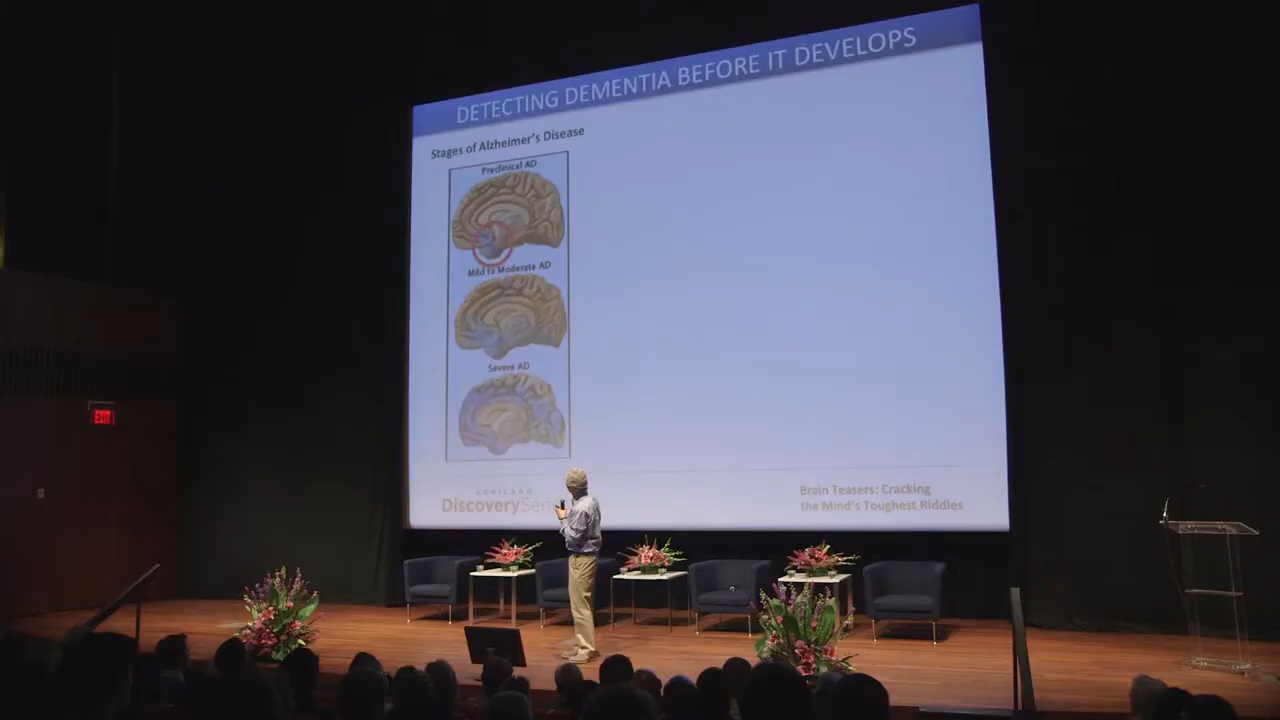 DETECTING DEMENTIA BEFORE IT DEVELOPS
Stages of Alzheimer's Disease
Preclinical AD
Mild to Moderate AD
Severe AD
DiscoverySeri
Brain Teasers: Cracking
the Mind's Toughest Riddles
EXIT